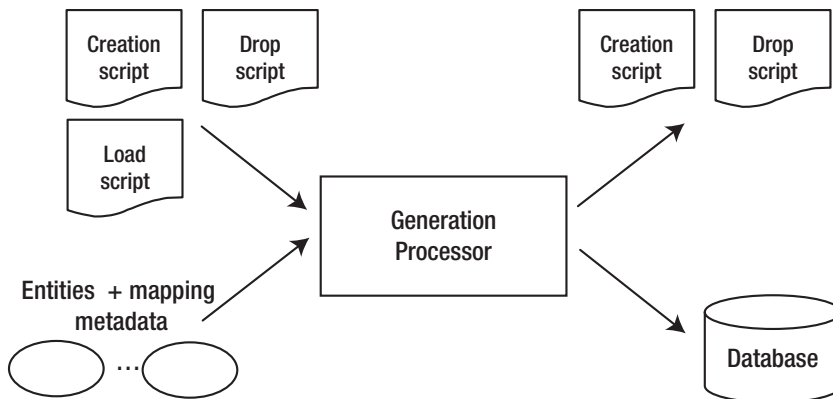 Creation
script
Drop
script
Load
script
Entities + mapping
metadata
...
Generation
Processor
Creation
script
Drop
script
Database